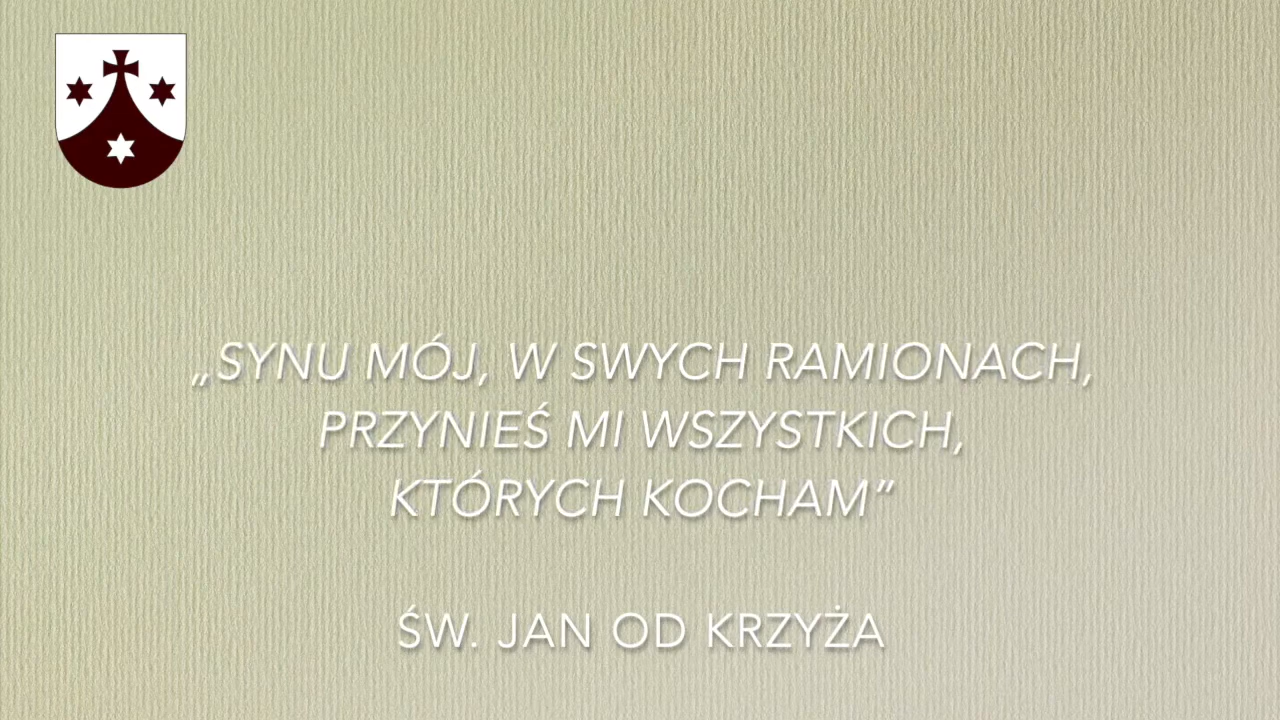 „SYNU MÓJ, W SWYCH RAMIONACH,
PRZYNIEŚ MI WSZYSTKICH,
KTÓRYCH KOCHAM”
ŚW. JAN OD KRZYŻA